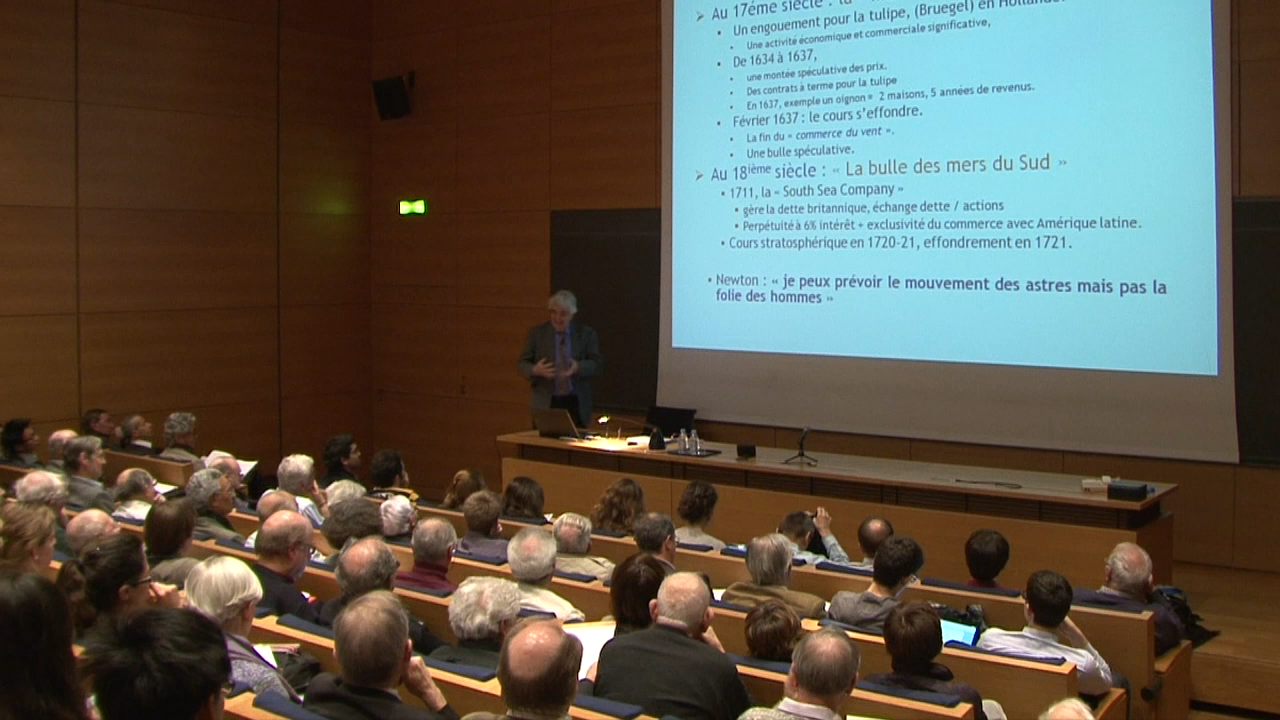 ➢ Au 17éme siècle : la
• Un engouement pour la tulipe, (Bruegel) en Hollande.
• Une activité économique et commerciale significative,
• De 1634 à 1637,
• une montée spéculative des prix.
• Des contrats à terme pour la tulipe
• En 1637, exemple un oignon = 2 maisons, 5 années de revenus.
• Février 1637 : le cours s'effondre.
• La fin du « commerce du vent ».
• Une bulle spéculative.
➢ Au 18ième siècle : « La bulle des mers du Sud »
• 1711, la « South Sea Company »
• gère la dette britannique, échange dette / actions
• Perpétuité à 6% intérêt + exclusivité du commerce avec Amérique latine.
• Cours stratosphérique en 1720-21, effondrement en 1721.
• Newton : « je peux prévoir le mouvement des astres mais pas la
folie des hommes »